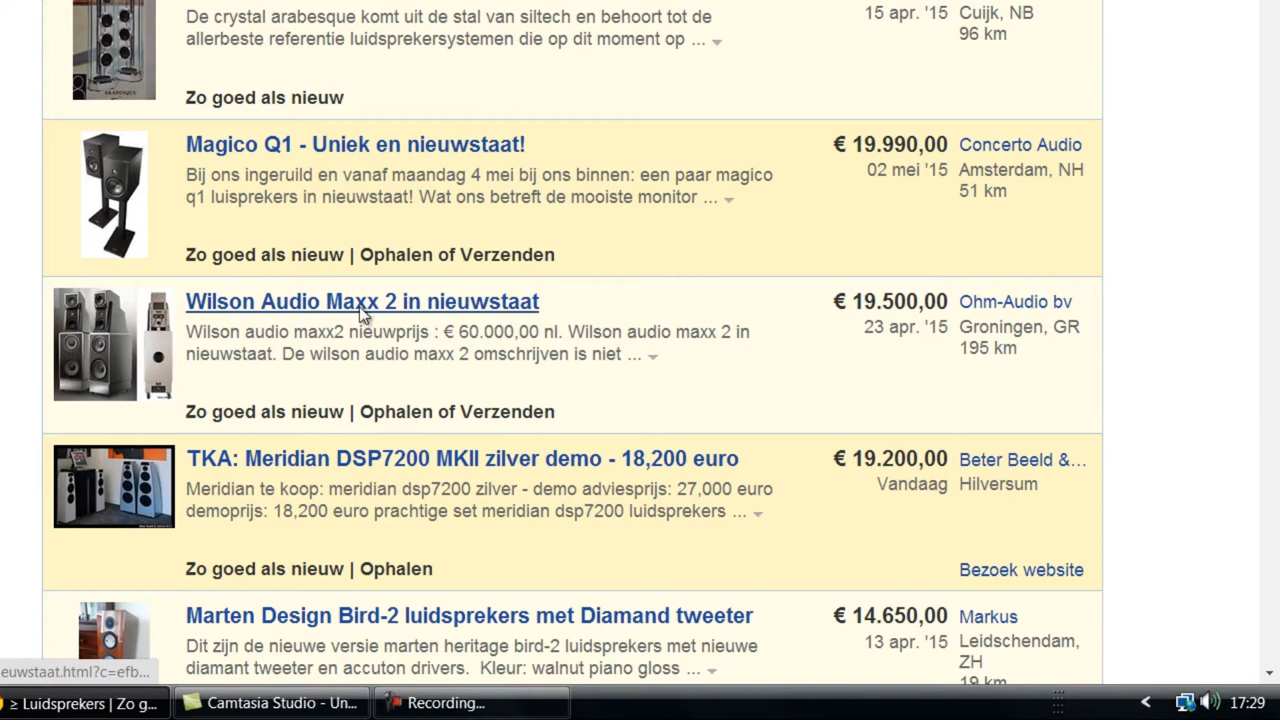 De crystal arabesque komt uit de stal van siltech en behoort tot de
allerbeste referentie luidsprekersystemen die op dit moment op ...
15 apr. '15 Cuijk, NB
96 km
Zo goed als nieuw
Magico Q1 - Uniek en nieuwstaat!
€ 19.990,00 Concerto Audio
Bij ons ingeruild en vanaf maandag 4 mei bij ons binnen: een paar magico
q1 luisprekers in nieuwstaat! Wat ons betreft de mooiste monitor ...
02 mei '15 Amsterdam, NH
51 km
Zo goed als nieuw | Ophalen of Verzenden
Wilson Audio Maxx 2 in nieuwstaat
€ 19.500,00 Ohm-Audio bv
Wilson audio maxx2 nieuwprijs : € 60.000,00 nl. Wilson audio maxx 2 in
nieuwstaat. De wilson audio maxx 2 omschrijven is niet ...
23 apr. '15 Groningen, GR
195 km
Zo goed als nieuw | Ophalen of Verzenden
TKA: Meridian DSP7200 MKII zilver demo - 18,200 euro
€ 19.200,00 Beter Beeld &...
Meridian te koop: meridian dsp7200 zilver - demo adviesprijs: 27,000 euro
demoprijs: 18,200 euro prachtige set meridian dsp7200 luidsprekers ...
Vandaag Hilversum
Zo goed als nieuw | Ophalen
Bezoek website
Marten Design Bird-2 luidsprekers met Diamand tweeter
€ 14.650,00 Markus
Dit zijn de nieuwe versie marten heritage bird-2 luidsprekers met nieuwe
diamant tweeter en accuton drivers. Kleur: walnut piano gloss ...
13 apr. '15 Leidschendam,
ZH
19 km
euwstaat.html?c=efb...
≥ Luidsprekers | Zo g...
Camtasia Studio - Un...
Recording...
17:29